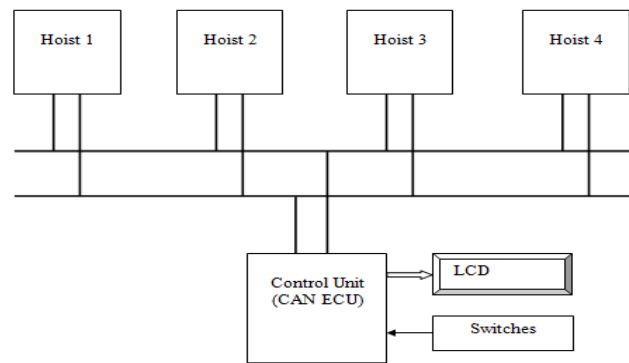 Hoist 1
Hoist 2
Hoist 3
Hoist 4
Control Unit
(CAN ECU)
LCD
Switches